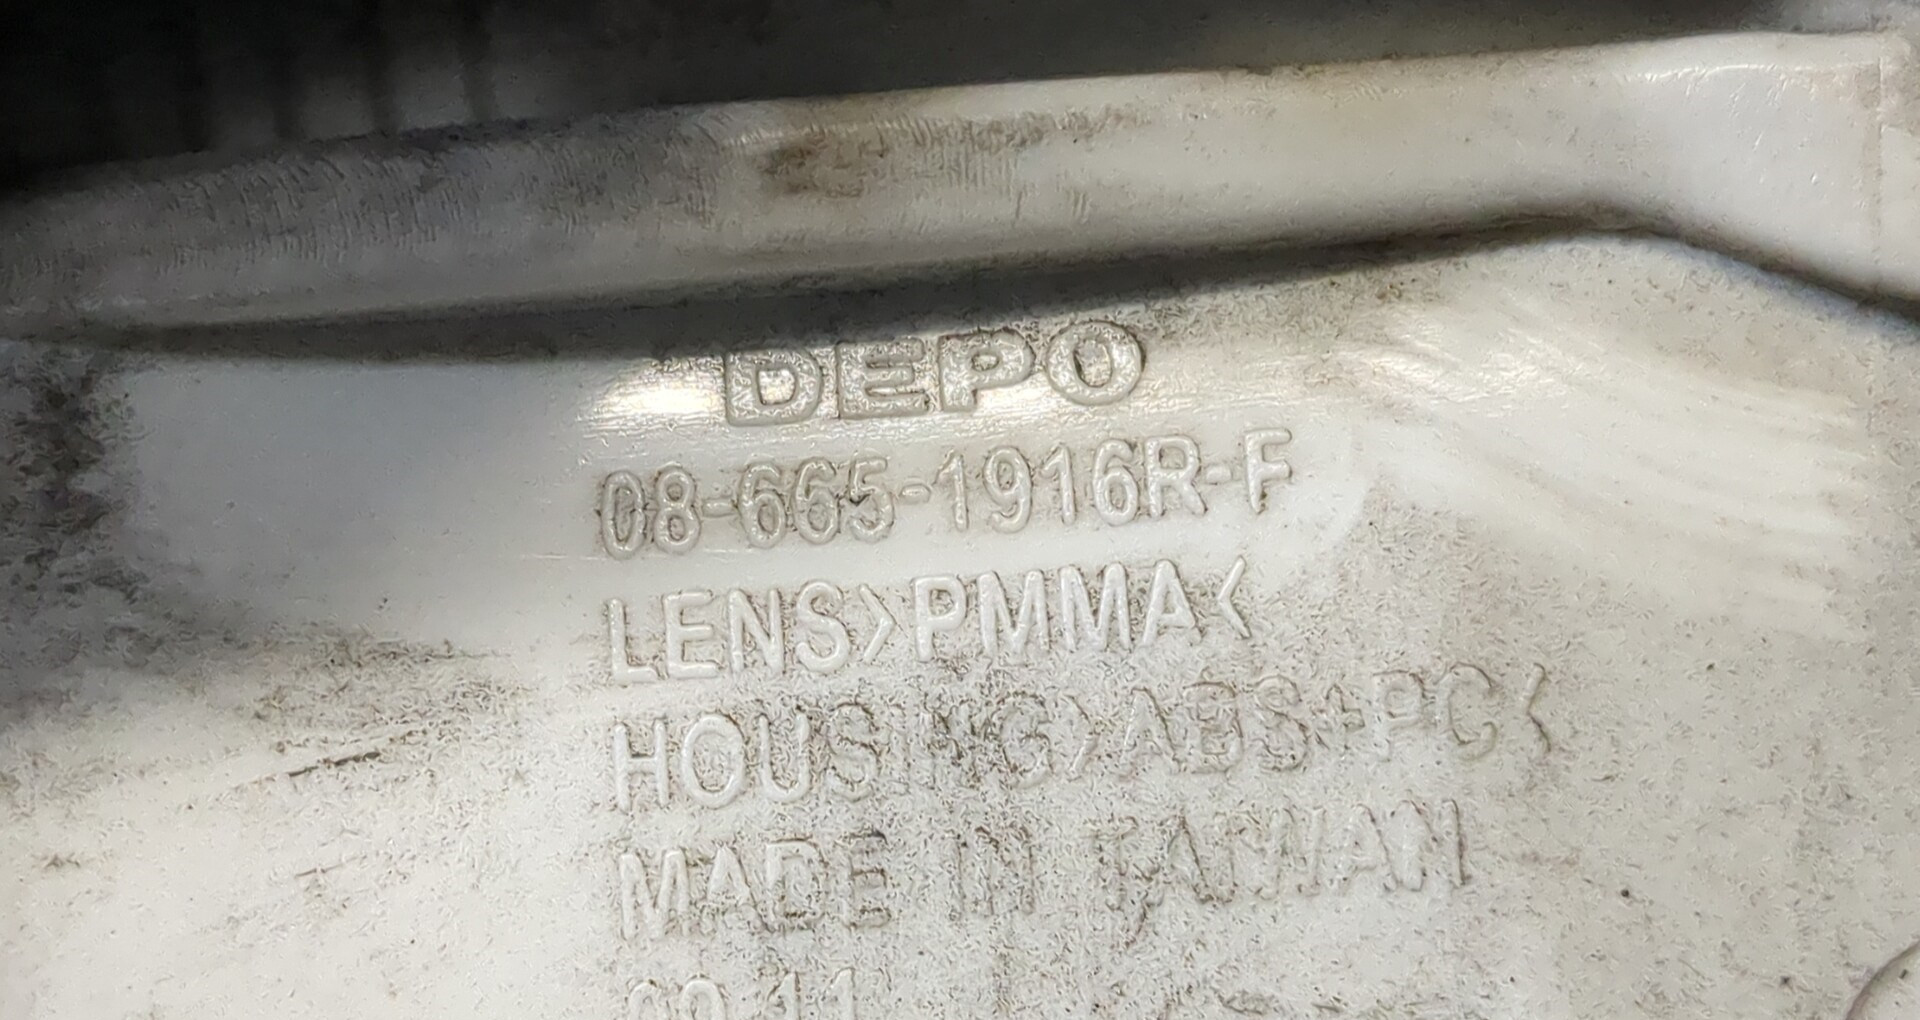 DEPO
08-665-1916R-F
LENS>PMMA<
HOUSING>ABS+PC<
MADE IN TAIWAN